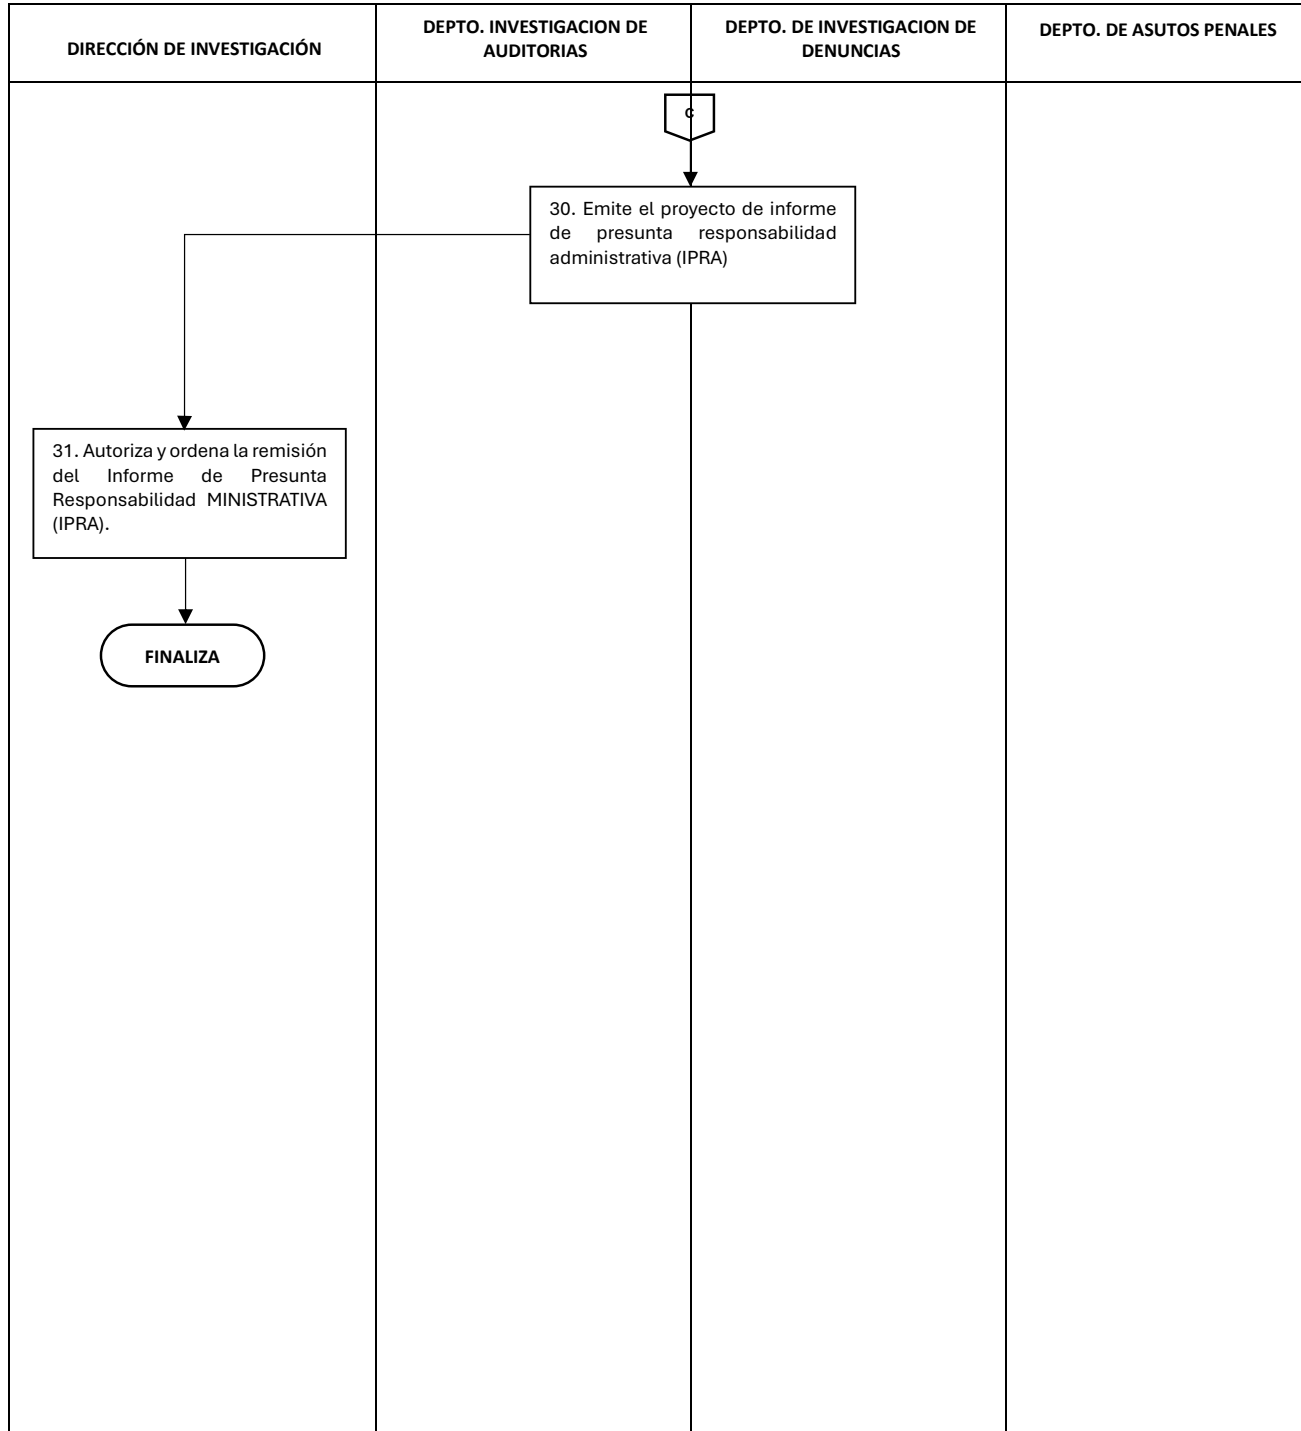 DIRECCIÓN DE INVESTIGACIÓN
DEPTO. INVESTIGACION DE
AUDITORIAS
DEPTO. DE INVESTIGACION DE
DENUNCIAS
DEPTO. DE ASUTOS PENALES
C
30. Emite el proyecto de informe
de presunta responsabilidad
administrativa (IPRA)
31. Autoriza y ordena la remisión
del Informe de Presunta
Responsabilidad MINISTRATIVA
(IPRA).
FINALIZA